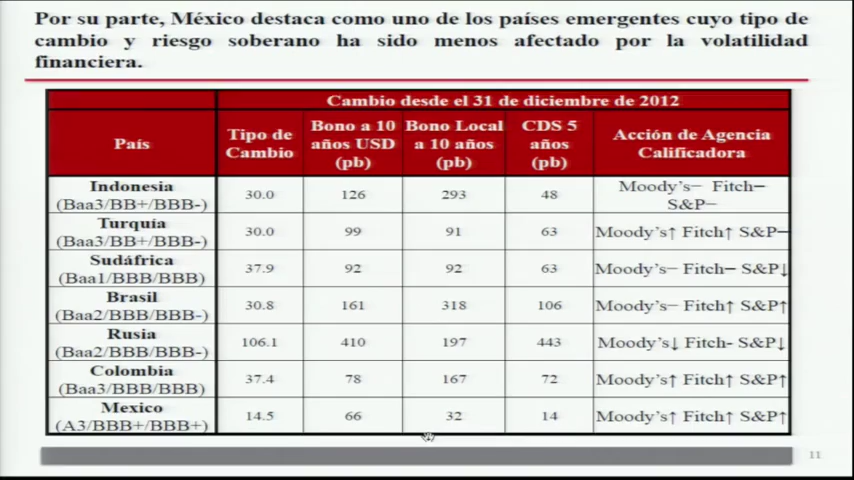 Por su parte, México destaca como uno de los países emergentes cuyo tipo de
cambio y riesgo soberano ha sido menos afectado por la volatilidad
financiera.
Cambio desde el 31 de diciembre de 2012
País
Tipo de
Cambio
Bono a 10
años USD
(pb)
Bono Local
a 10 años
(pb)
CDS 5
años
(pb)
Acción de Agencia
Calificadora
Indonesia
(Baa3/BB+/BBB-)
30.0
126
293
48
Moody's− Fitch−
S&P−
Turquía
(Baa3/BB+/BBB-)
30.0
99
91
63
Moody's↑ Fitch↑ S&P−
Sudáfrica
(Baa1/BBB/BBB)
37.9
92
92
63
Moody's− Fitch− S&P↓
Brasil
(Baa2/BBB/BBB-)
30.8
161
318
106
Moody's− Fitch↑ S&P↑
Rusia
(Baa2/BBB/BBB-)
106.1
410
197
443
Moody's↓ Fitch- S&P↓
Colombia
(Baa3/BBB/BBB)
37.4
78
167
72
Moody's↑ Fitch↑ S&P↑
Mexico
(A3/BBB+/BBB+)
14.5
66
32
14
Moody's↑ Fitch↑ S&P↑
11